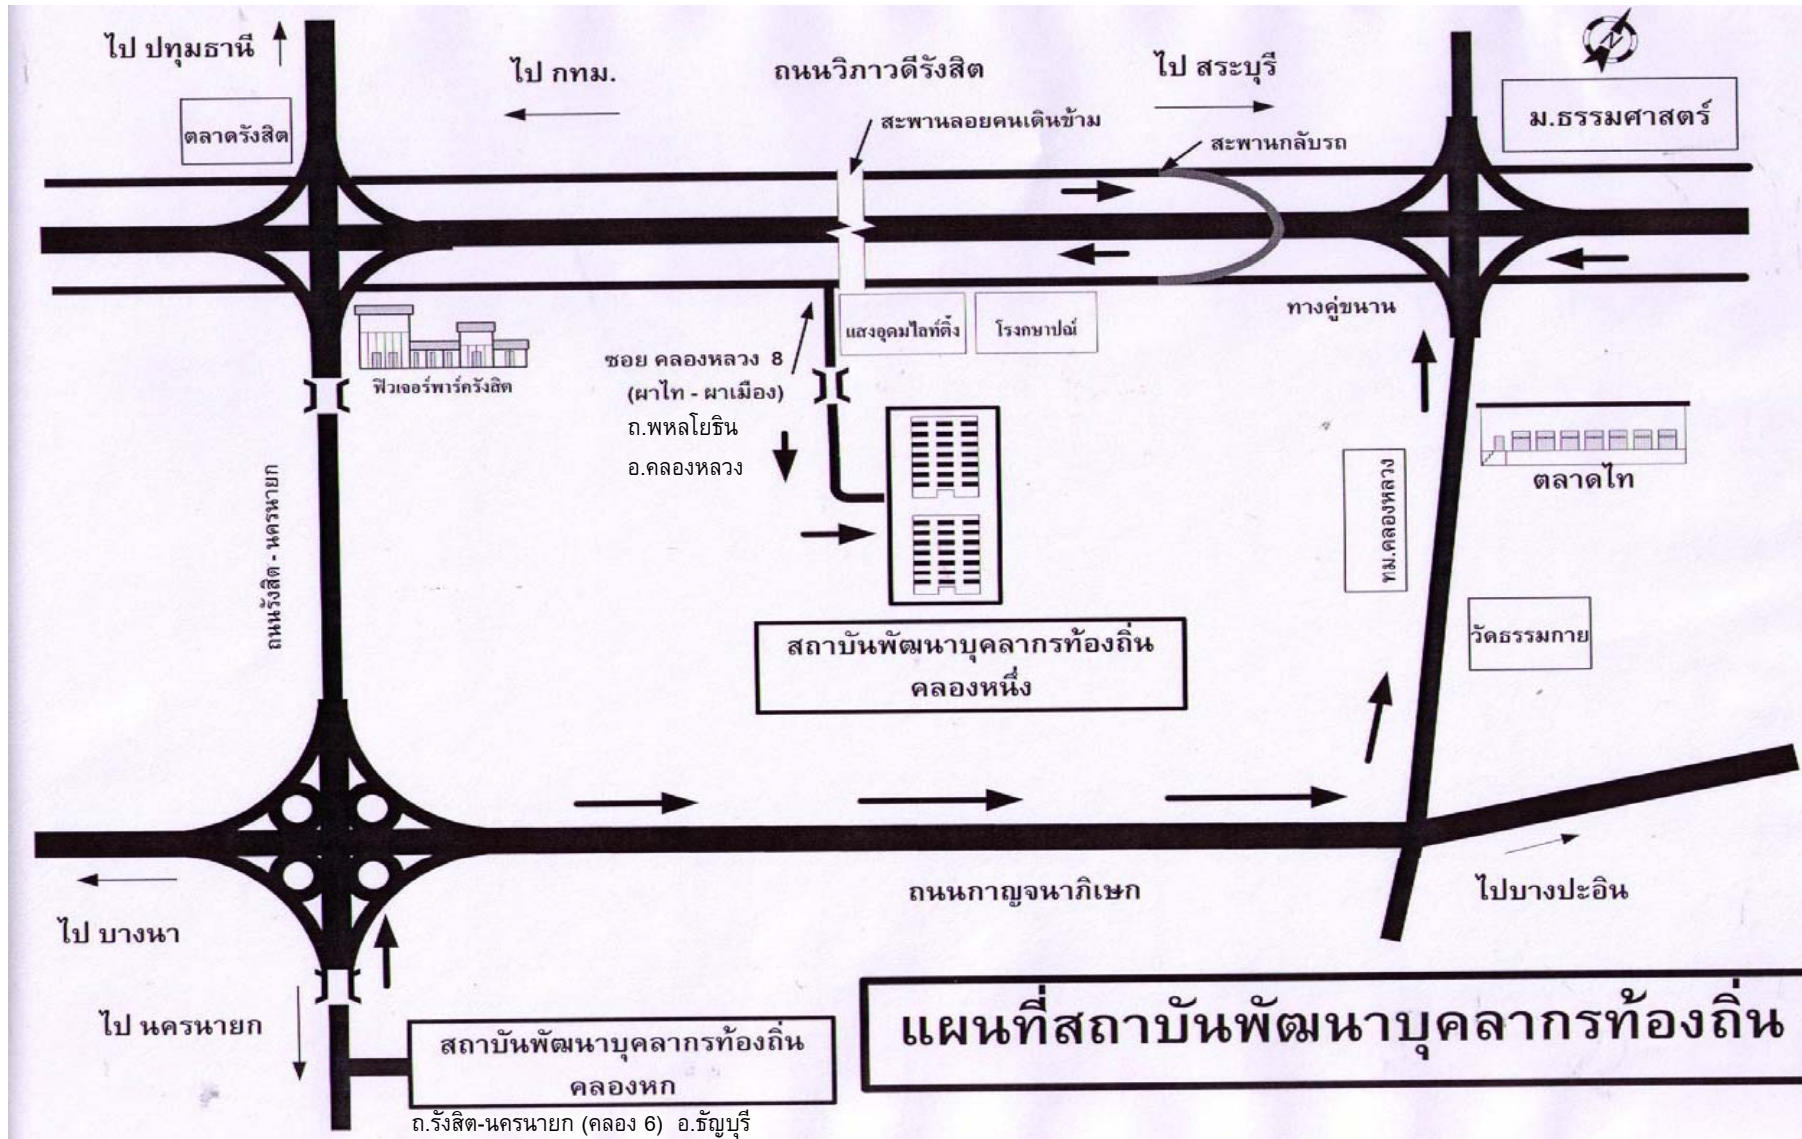 ไป ปทุมธานี
ไป กทม.
ถนนวิภาวดีรังสิต
ไป สระบุรี
N
ตลาดรังสิต
สะพานลอยคนเดินข้าม
สะพานกลับรถ
ม.ธรรมศาสตร์
ฟิวเจอร์พาร์ครังสิต
แสงอุดมไลท์ติ้ง
โรงกษาปณ์
ทางคู่ขนาน
ซอย คลองหลวง 8
(ผาไท - ผาเมือง)
ถ.พหลโยธิน
อ.คลองหลวง
ถนนรังสิต - นครนายก
ทม.คลองหลวง
ตลาดไท
วัดธรรมกาย
สถาบันพัฒนาบุคลากรท้องถิ่น
คลองหนึ่ง
ถนนกาญจนาภิเษก
ไปบางปะอิน
ไป บางนา
ไป นครนายก
สถาบันพัฒนาบุคลากรท้องถิ่น
คลองหก
ถ.รังสิต-นครนายก (คลอง 6) อ.ธัญบุรี
แผนที่สถาบันพัฒนาบุคลากรท้องถิ่น